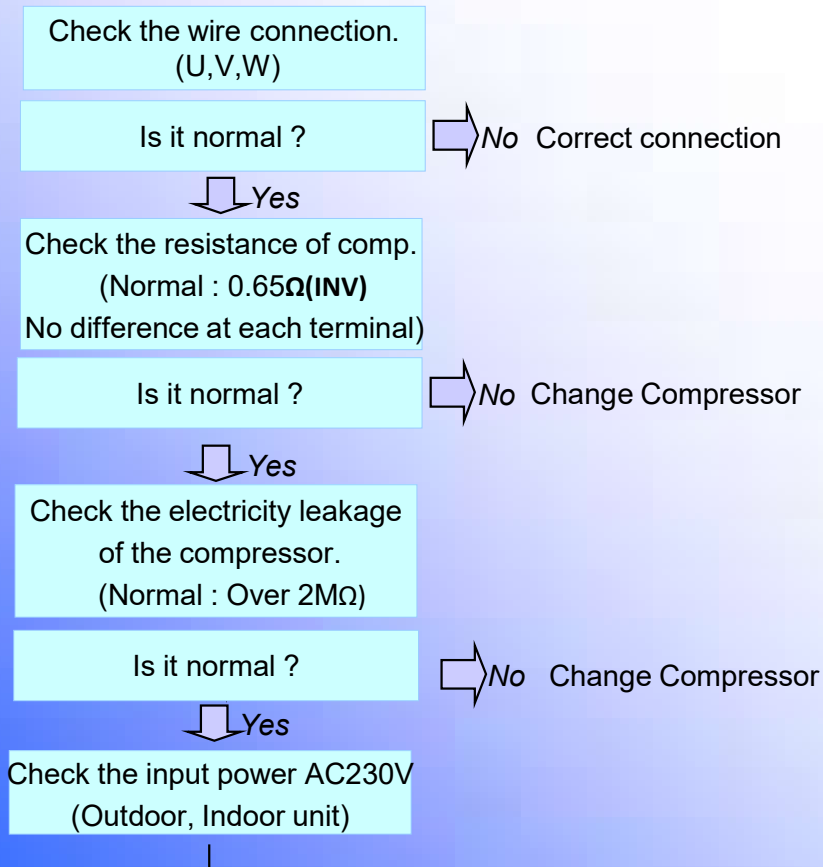 Check the wire connection.
(U,V,W)
Is it normal ?
No Correct connection
Yes
Check the resistance of comp.
(Normal : 0.65Ω(INV)
No difference at each terminal)
Is it normal ?
No Change Compressor
Yes
Check the electricity leakage
of the compressor.
(Normal : Over 2MΩ)
Is it normal ?
No Change Compressor
Yes
Check the input power AC230V
(Outdoor, Indoor unit)